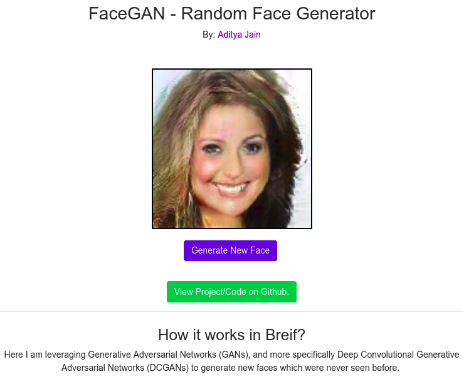 FaceGAN - Random Face Generator
By: Aditya Jain
Generate New Face
View Project/Code on Github.
How it works in Breif?
Here I am leveraging Generative Adversarial Networks (GANs), and more specifically Deep Convolutional Generative
Adversarial Networks (DCGANs) to generate new faces which were never seen before.